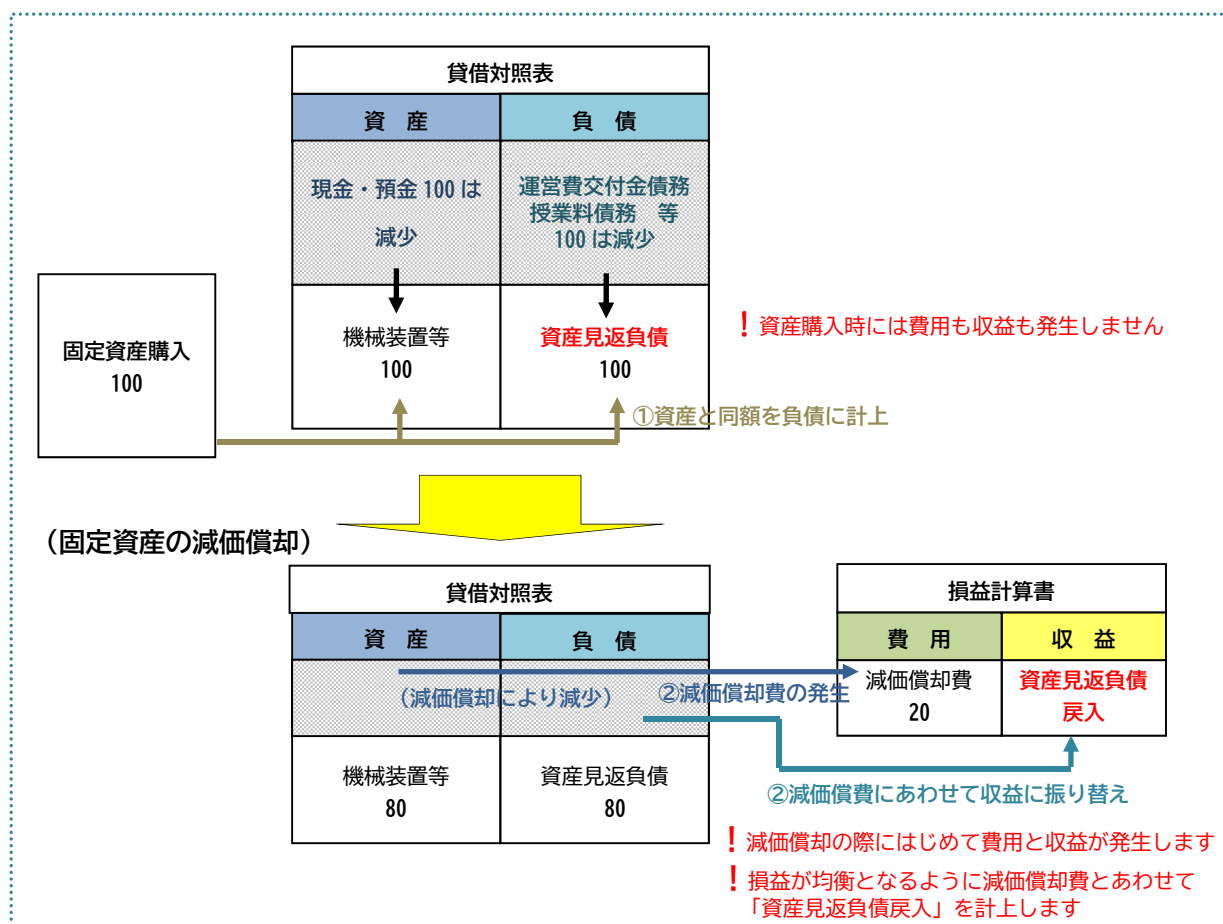 貸借対照表
資 産
負 債
現金・預金 100 は
減少
運営費交付金債務
授業料債務 等
100 は減少
固定資産購入
100
機械装置等
100
資産見返負債
100
! 資産購入時には費用も収益も発生しません
①資産と同額を負債に計上
(固定資産の減価償却)
貸借対照表
資 産
負 債
(減価償却により減少)
②減価償却費の発生
機械装置等
80
資産見返負債
80
損益計算書
費 用
収 益
減価償却費
20
資産見返負債
戻入
②減価償費にあわせて収益に振り替え
! 減価償却の際にはじめて費用と収益が発生します
! 損益が均衡となるように減価償却費とあわせて
「資産見返負債戻入」を計上します